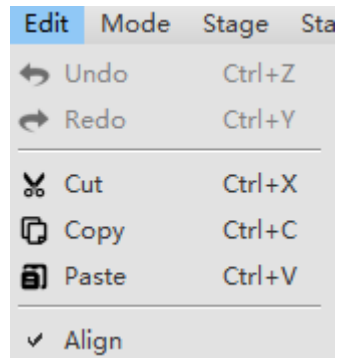 Edit Mode Stage Sta
Undo Ctrl+Z
Redo Ctrl+Y
Cut Ctrl+X
Copy Ctrl+C
Paste Ctrl+V
Align